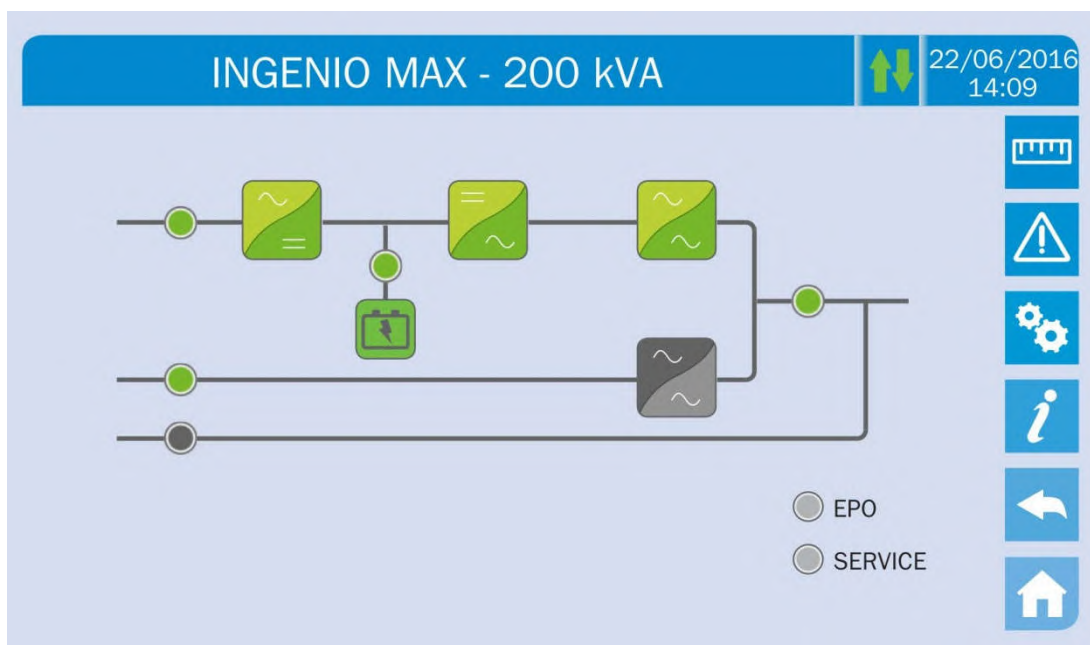 INGENIO MAX - 200 kVA
22/06/2016
14:09
EPO
SERVICE